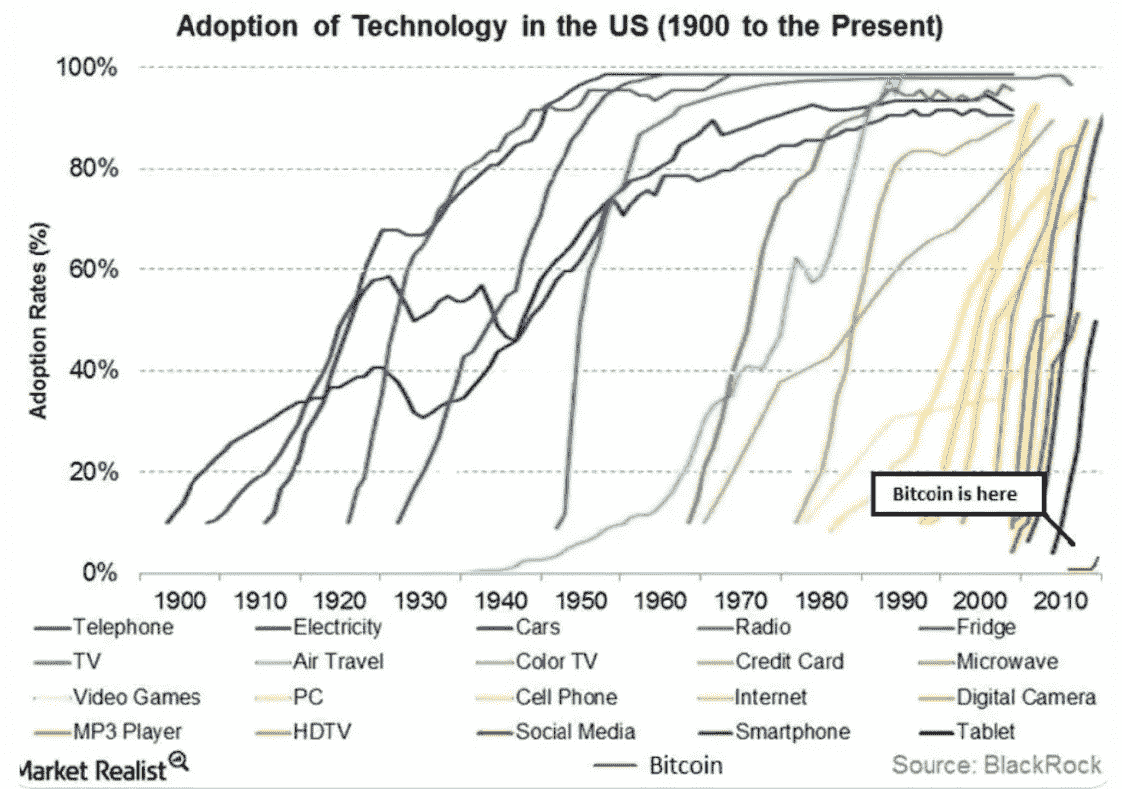 Adoption of Technology in the US (1900 to the Present)
100%
80%
60%
40%
20%
0%
Adoption Rates (%)
Bitcoin is here
1900 1910 1920 1930 1940 1950 1960 1970 1980 1990 2000 2010
Telephone Electricity Cars Radio Fridge
TV Air Travel Color TV Credit Card Microwave
Video Games PC Cell Phone Internet Digital Camera
MP3 Player HDTV Social Media Smartphone Tablet
Market Realist Bitcoin Source: BlackRock